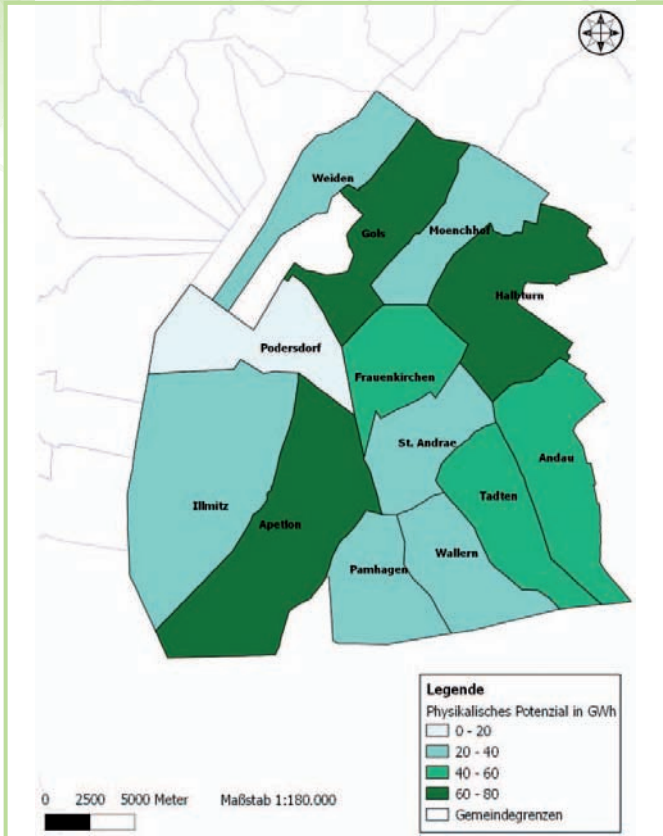 Weiden
Gols
Moenchhof
Halbturn
Podersdorf
Frauenkirchen
St. Andrae
Andau
Tadten
Illmitz
Apetlon
Wallern
Pamhagen
Legende
Physikalisches Potenzial in GWh
0 - 20
20 - 40
40 - 60
60 - 80
Gemeindegrenzen
0 2500 5000 Meter Maßstab 1:180.000